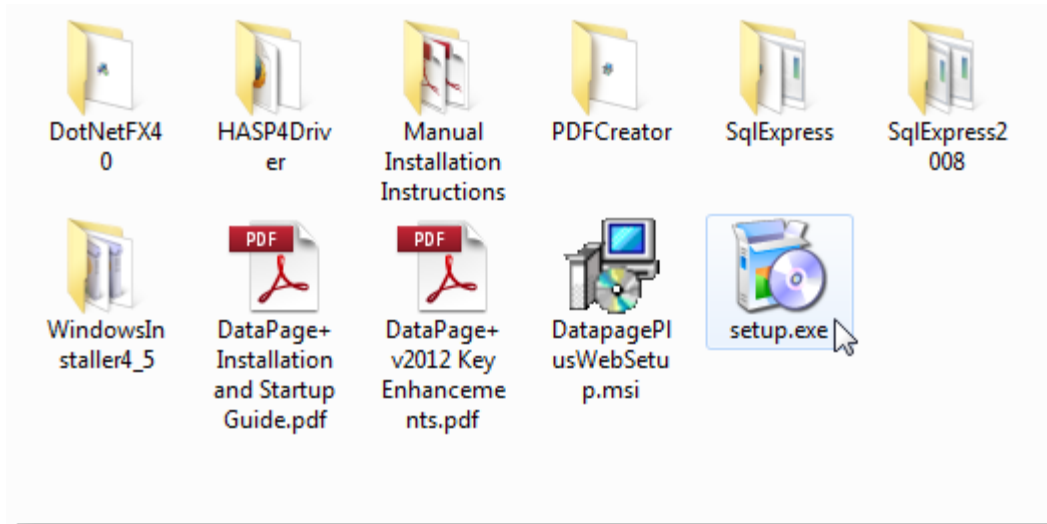 DotNetFX4
0
HASP4Driv
er
Manual
Installation
Instructions
PDFCreator
SqlExpress
SqlExpress2
008
WindowsIn
staller4_5
PDF
DataPage+
Installation
and Startup
Guide.pdf
PDF
DataPage+
v2012 Key
Enhanceme
nts.pdf
DatapagePl
usWebSetu
p.msi
setup.exe